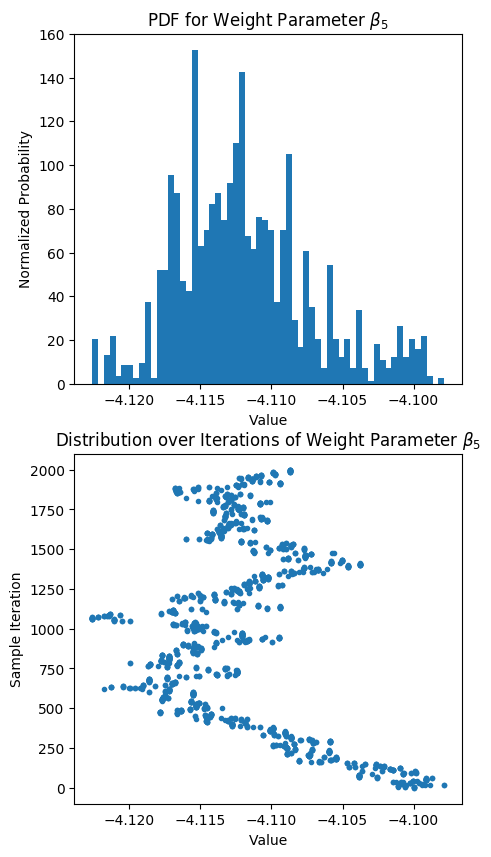 PDF for Weight Parameter β₅
160
140
120
100
80
60
40
20
0
Normalized Probability
−4.120 −4.115 −4.110 −4.105 −4.100
Value
Distribution over Iterations of Weight Parameter β₅
2000
1750
1500
1250
1000
750
500
250
0
Sample Iteration
−4.120 −4.115 −4.110 −4.105 −4.100
Value